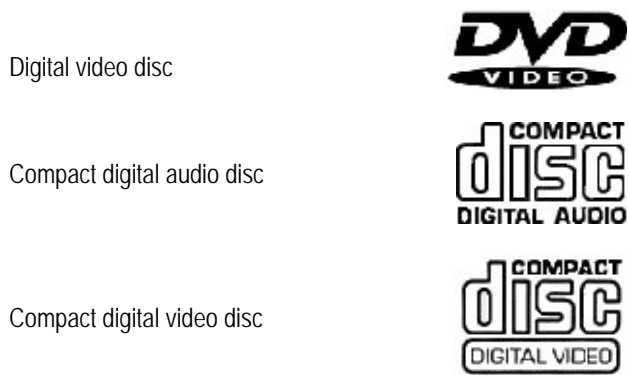 Digital video disc
DVD
VIDEO
Compact digital audio disc
COMPACT
disc
DIGITAL AUDIO
Compact digital video disc
COMPACT
disc
DIGITAL VIDEO